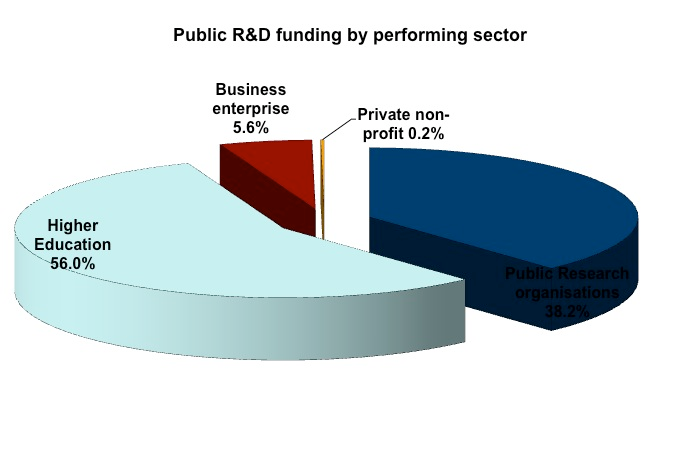 Public R&D funding by performing sector
Business
enterprise
5.6%
Private non-
profit 0.2%
Higher
Education
56.0%
Public Research
organisations
38.2%